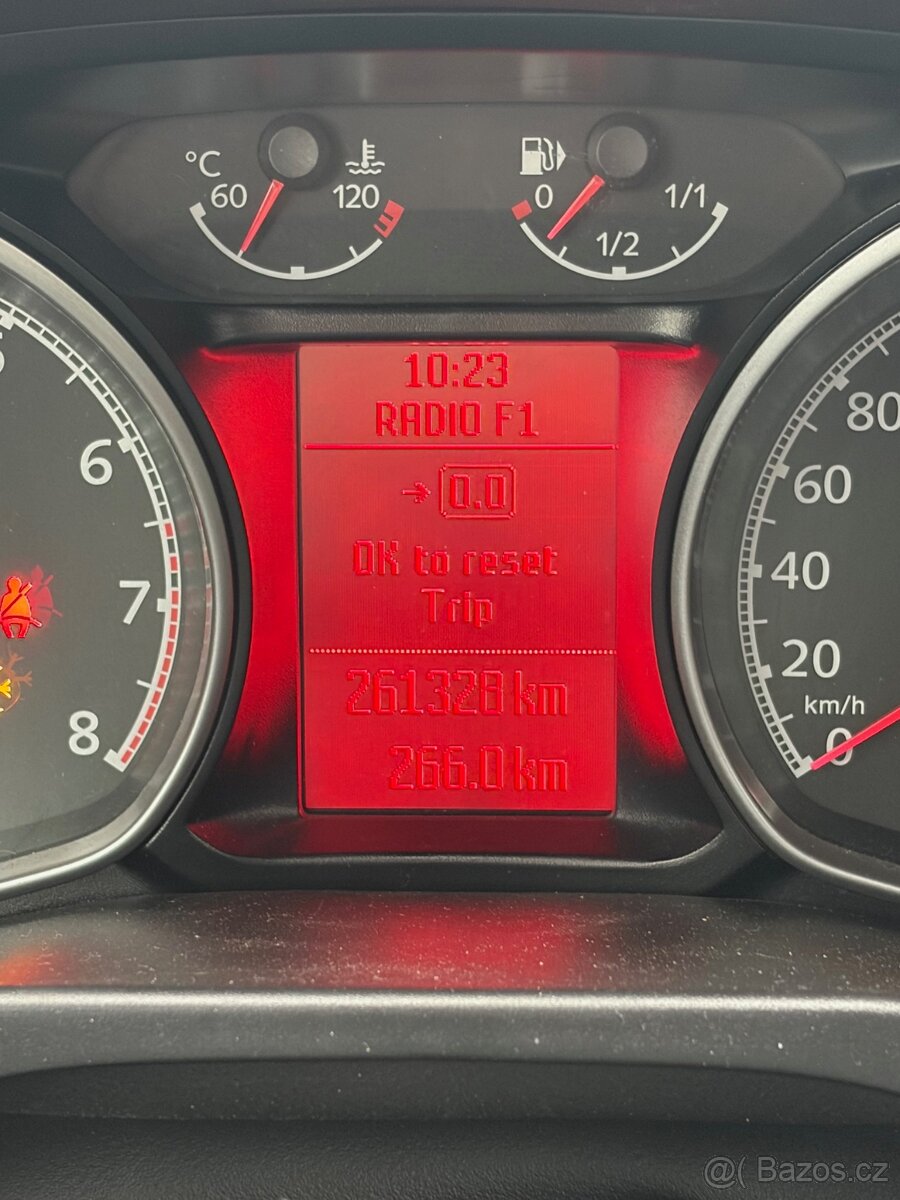 °C
60
120
0
1/2
1/1
10:23
RADIO F1
0.0
OK to reset
Trip
261328 km
266.0 km
6
7
8
80
60
40
20
km/h
0
@( Bazos.cz